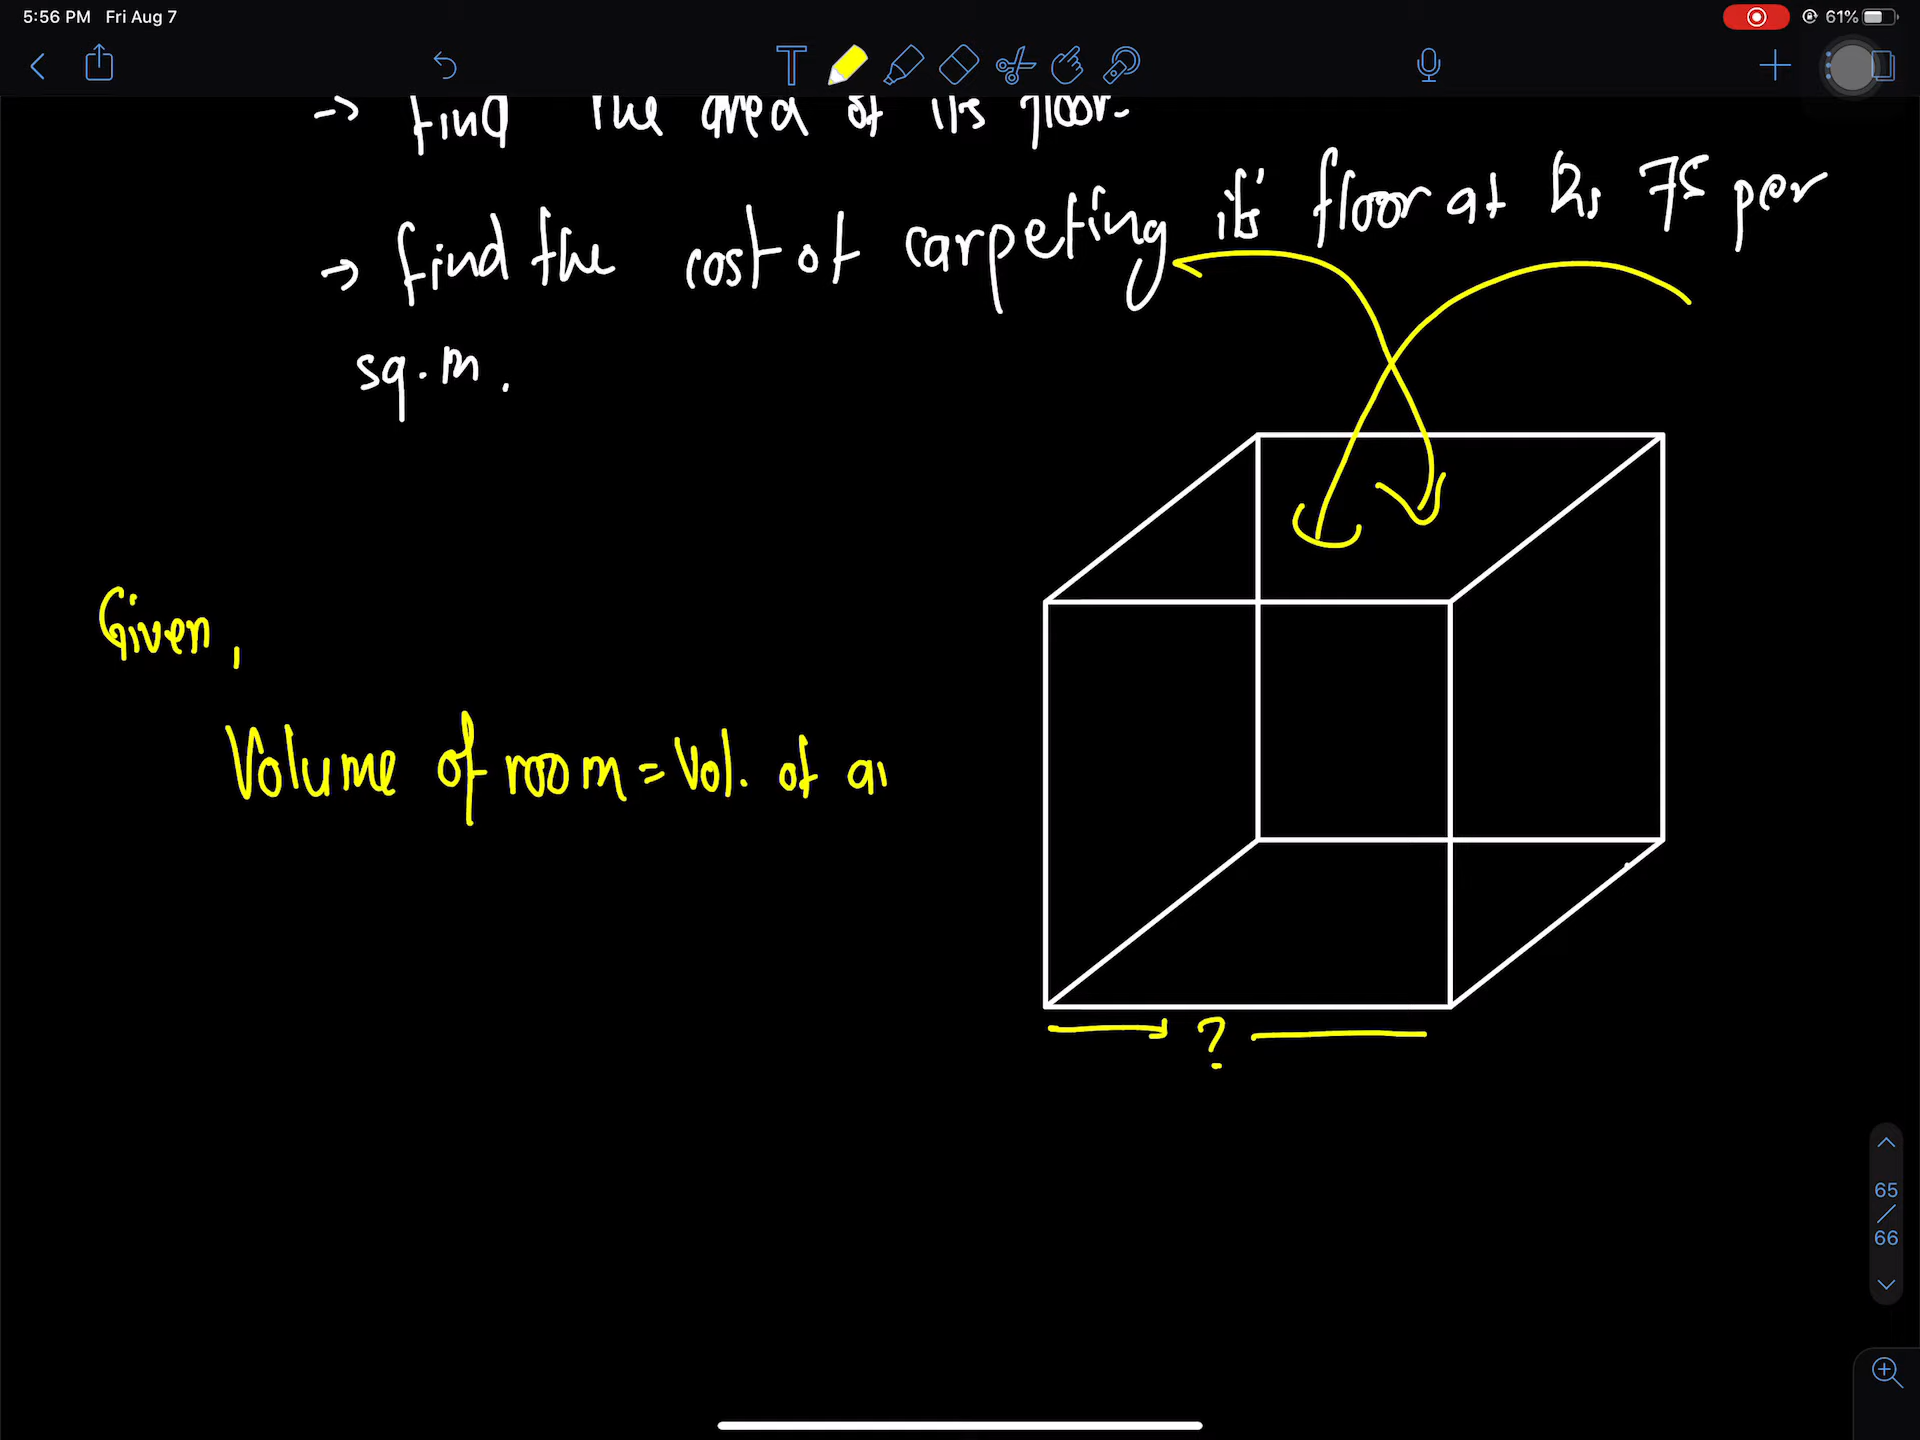 5:56 PM Fri Aug 7
61%
T
→ find the area of its floor.
→ find the cost of carpeting its' floor at Rs 75 per
sq.m.
Given,
Volume of room = Vol. of ai
?
65
/
66